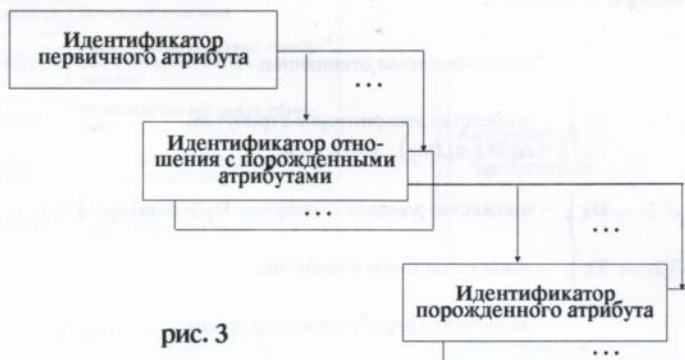 Идентификатор
первичного атрибута
...
Идентификатор отно-
шения с порожденными
атрибутами
...
...
Идентификатор
порожденного атрибута
...
рис. 3